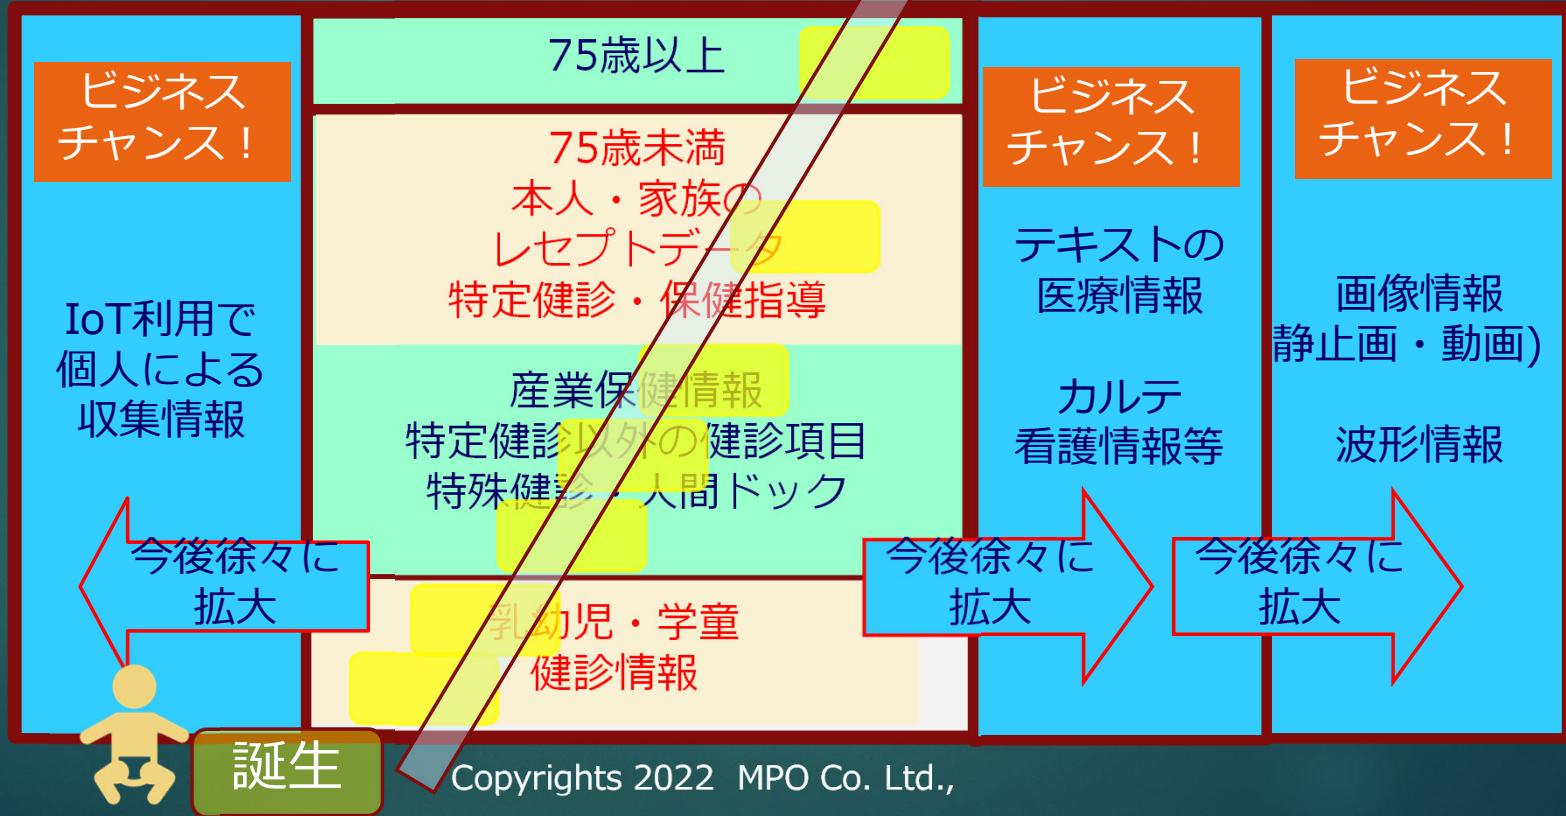 ビジネス
チャンス！
IoT利用で
個人による
収集情報
今後徐々に
拡大
誕生
75歳以上
75歳未満
本人・家族の
レセプトデータ
特定健診・保健指導
産業保健情報
特定健診以外の健診項目
特殊健診・人間ドック
乳幼児・学童
健診情報
ビジネス
チャンス！
テキストの
医療情報
カルテ
看護情報等
今後徐々に
拡大
ビジネス
チャンス！
画像情報
静止画・動画)
波形情報
今後徐々に
拡大
Copyrights 2022 MPO Co. Ltd.,